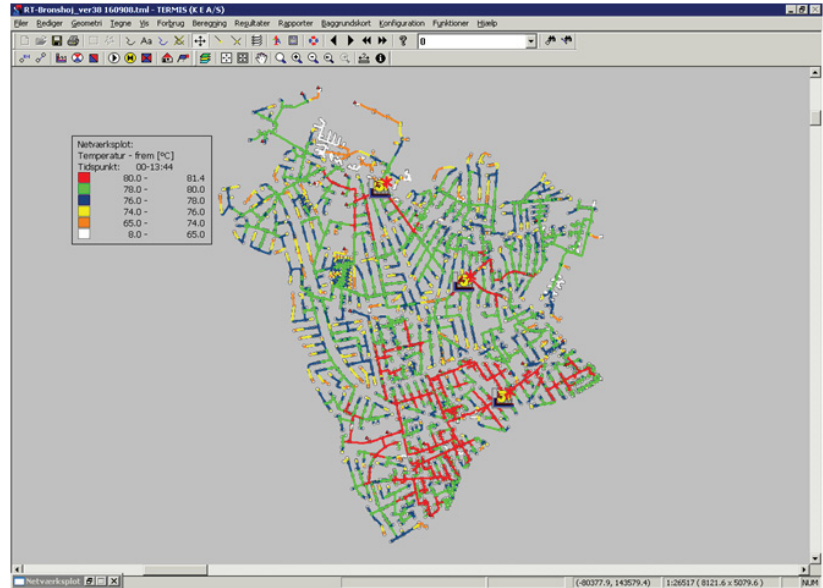 RT-Bronshoj_ver38 160908.tml - TERMIS (K E A/S)
Filer Rediger Geometri Tegne Vis Forbrug Beregning Resultater Rapporter Baggrundskort Konfiguration Funktioner Hjælp
Aa 0
Netværksplot:
Temperatur - frem [°C]
Tidspunkt: 00-13:44
80.0 - 81.4
78.0 - 80.0
76.0 - 78.0
74.0 - 76.0
65.0 - 74.0
8.0 - 65.0
Netværksplot
(-80377.9, 143579.4) 1:26517 ( 8121.6 x 5079.6 ) NUM